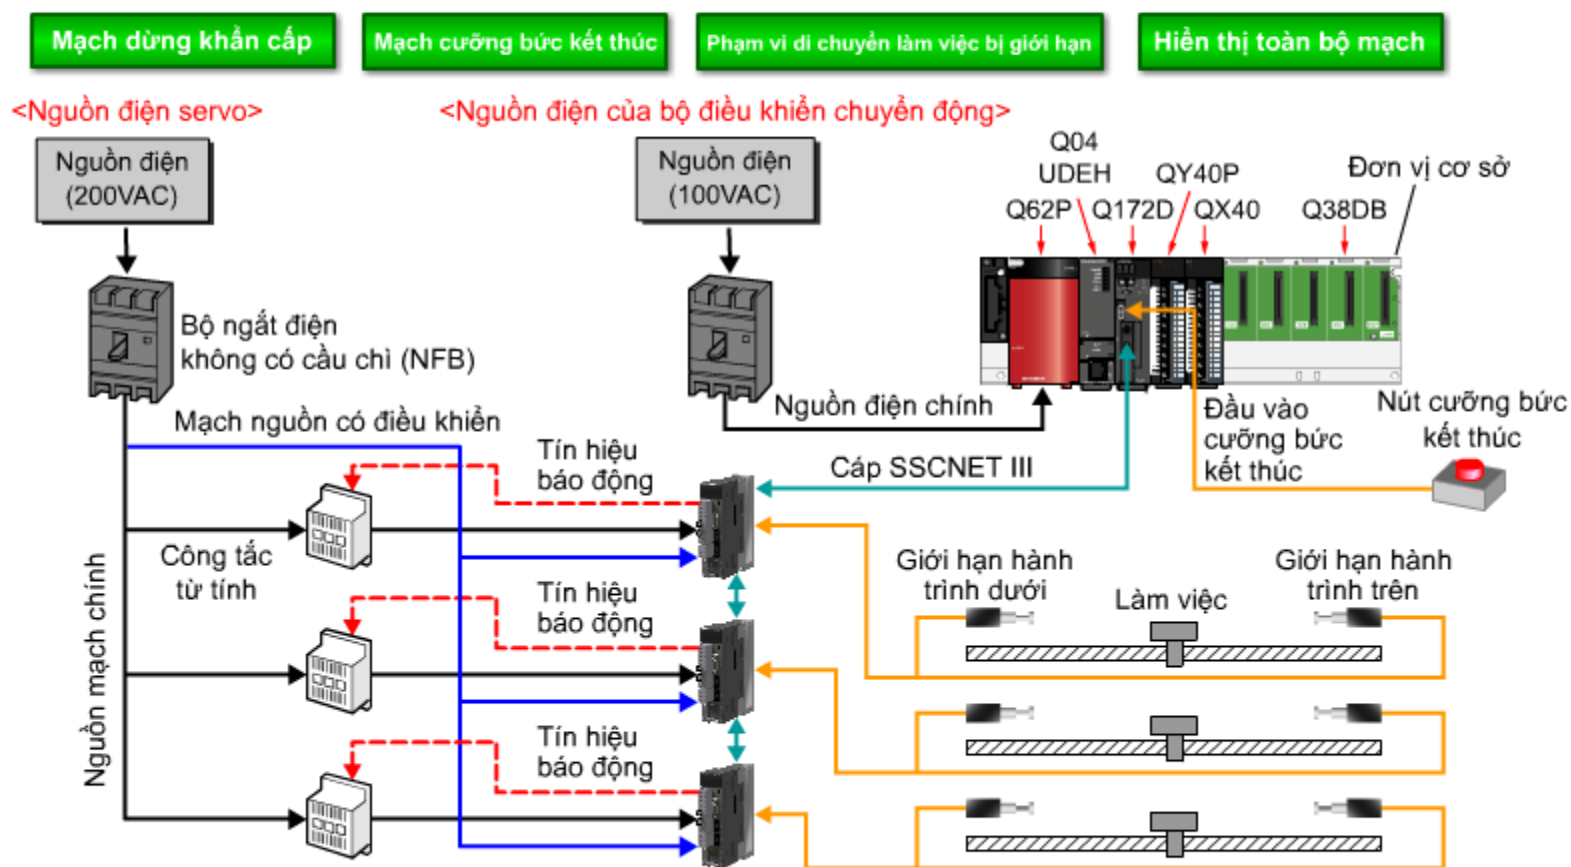 Mạch dừng khẩn cấp
Mạch cưỡng bức kết thúc
Phạm vi di chuyển làm việc bị giới hạn
Hiển thị toàn bộ mạch
<Nguồn điện servo>
<Nguồn điện của bộ điều khiển chuyển động>
Nguồn điện
(200VAC)
Nguồn điện
(100VAC)
Q04
UDEH
QY40P
Đơn vị cơ sở
Q62P
Q172D
QX40
Q38DB
Bộ ngắt điện
không có cầu chì (NFB)
Nguồn điện chính
Đầu vào
cưỡng bức
kết thúc
Nút cưỡng bức
kết thúc
Mạch nguồn có điều khiển
Tín hiệu
báo động
Cáp SSCNET III
Công tắc
từ tính
Nguồn mạch chính
Giới hạn hành
trình dưới
Làm việc
Giới hạn hành
trình trên
Tín hiệu
báo động
Tín hiệu
báo động